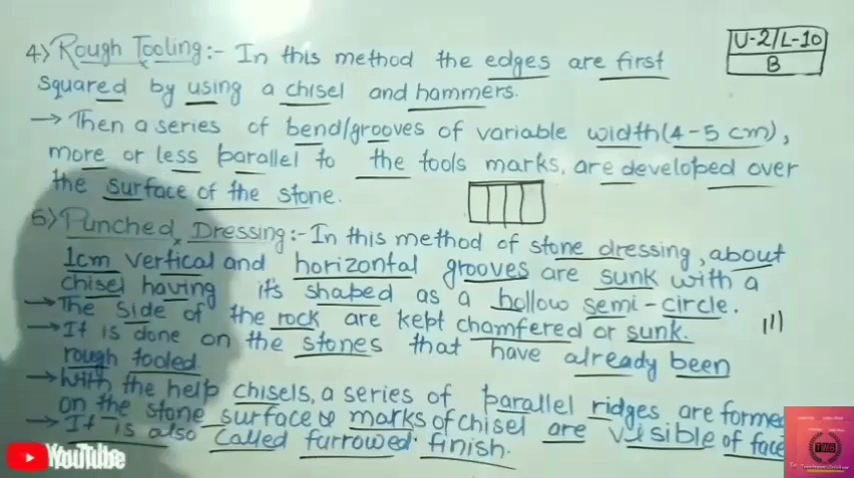 4) Rough Tooling:- In this method the edges are first
squared by using a chisel and hammers.
→ Then a series of bend/grooves of variable width (4-5 cm),
more or less parallel to the tools marks, are developed over
the surface of the stone.
5) Punched Dressing:- In this method of stone dressing, about
1cm vertical and horizontal grooves are sunk with a
chisel having it's shaped as a hollow semi-circle.
→ The side of the rock are kept chamfered or sunk.
→ It is done on the stones that have already been
rough tooled
→ With the help chisels, a series of parallel ridges are formed
on the stone surface & marks of chisel are visible of face
→ It is also called furrowed finish.
U-2/L-10
B
YouTube
TWG